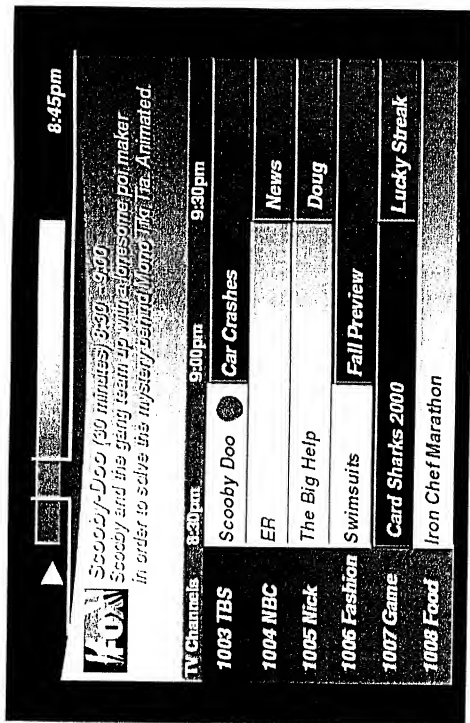 8:45pm
FOX
Scooby-Doo (30 minutes) 8:30 - 9:00
Scooby and the gang team up with a lonesome poi maker
in order to solve the mystery behind Mono Tiki Tia. Animated.
TV Channels 8:30pm 9:00pm 9:30pm
1003 TBS Scooby Doo Car Crashes
1004 NBC ER News
1005 Nick The Big Help Doug
1006 Fashion Swimsuits Fall Preview
1007 Game Card Sharks 2000 Lucky Streak
1008 Food Iron Chef Marathon